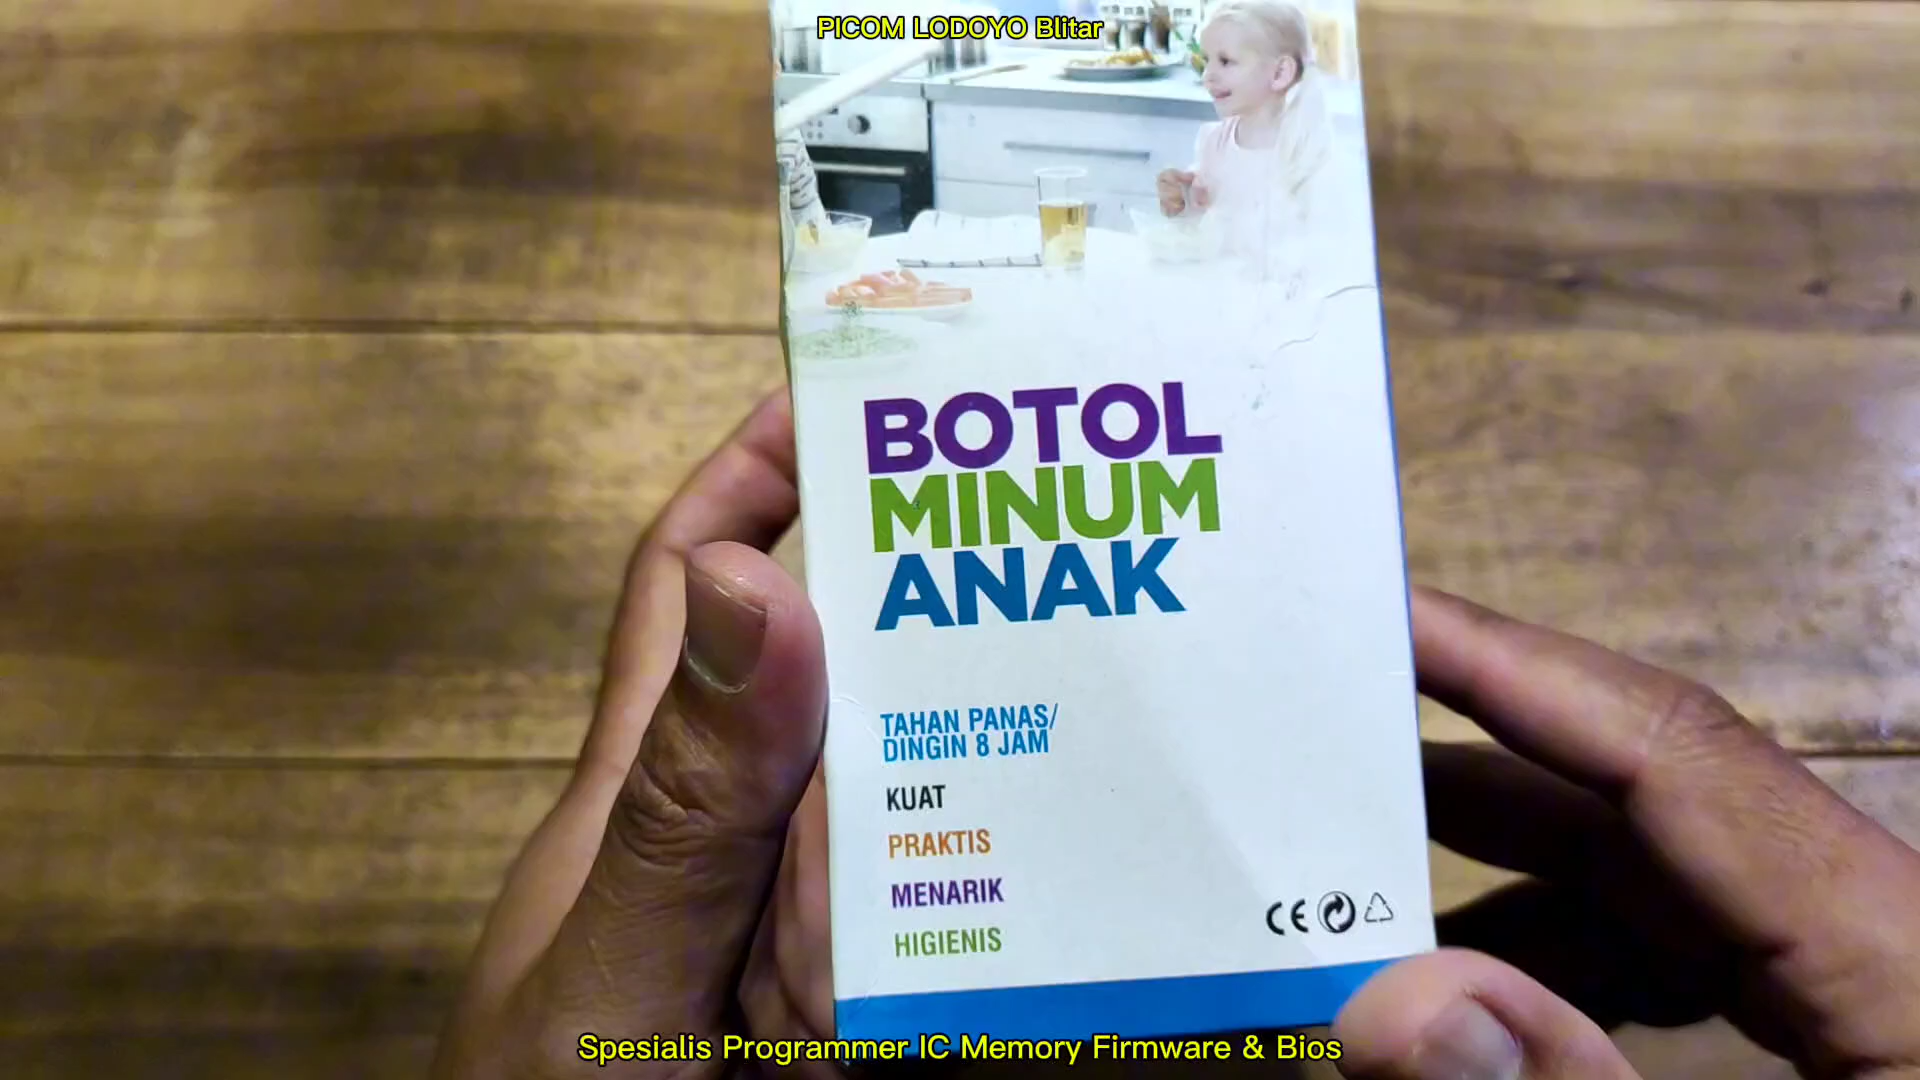 PICOM LODOYO Blitar
BOTOL
MINUM
ANAK
TAHAN PANAS/
DINGIN 8 JAM
KUAT
PRAKTIS
MENARIK
HIGIENIS
CE
Spesialis Programmer IC Memory Firmware & Bios